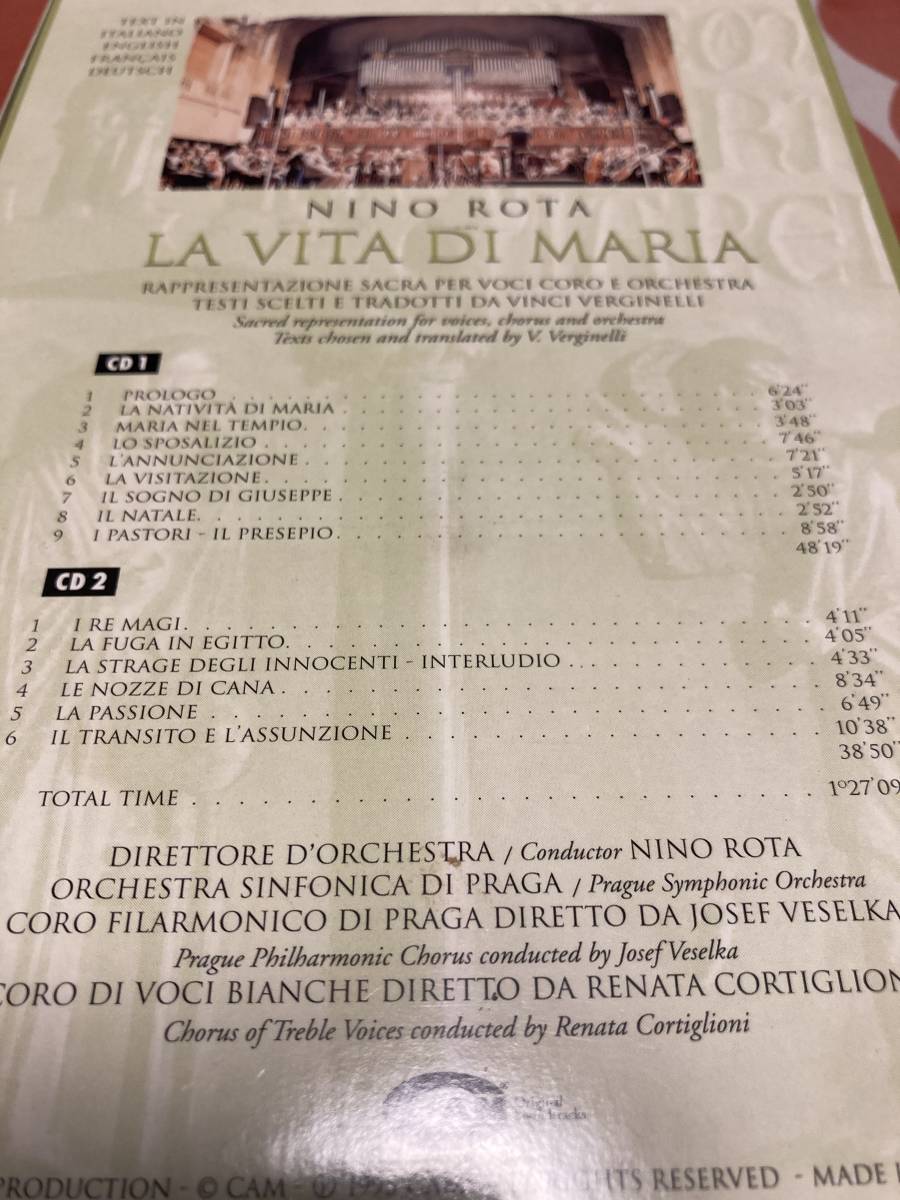 TEXT IN
ITALIANO
ENGLISH
FRANÇAIS
DEUTSCH
NINO ROTA
LA VITA DI MARIA
RAPPRESENTAZIONE SACRA PER VOCI CORO E ORCHESTRA
TESTI SCELTI E TRADOTTI DA VINCI VERGINELLI
Sacred representation for voices, chorus and orchestra
Texts chosen and translated by V. Verginelli
CD 1
1 PROLOGO 6'24"
2 LA NATIVITÀ DI MARIA 3'03"
3 MARIA NEL TEMPIO 3'48"
4 LO SPOSALIZIO 7'46"
5 L'ANNUNCIAZIONE 7'21"
6 LA VISITAZIONE 5'17"
7 IL SOGNO DI GIUSEPPE 2'50"
8 IL NATALE 2'52"
9 I PASTORI - IL PRESEPIO 8'58"
48'19"
CD 2
1 I RE MAGI 4'11"
2 LA FUGA IN EGITTO 4'05"
3 LA STRAGE DEGLI INNOCENTI - INTERLUDIO 4'33"
4 LE NOZZE DI CANA 8'34"
5 LA PASSIONE 6'49"
6 IL TRANSITO E L'ASSUNZIONE 10'38"
38'50"
TOTAL TIME 1°27'09
DIRETTORE D'ORCHESTRA / Conductor NINO ROTA
ORCHESTRA SINFONICA DI PRAGA / Prague Symphonic Orchestra
CORO FILARMONICO DI PRAGA DIRETTO DA JOSEF VESELKA
Prague Philharmonic Chorus conducted by Josef Veselka
CORO DI VOCI BIANCHE DIRETTO DA RENATA CORTIGLION
Chorus of Treble Voices conducted by Renata Cortiglioni
Original
Soundtracks
PRODUCTION - © CAM - RIGHTS RESERVED - MADE